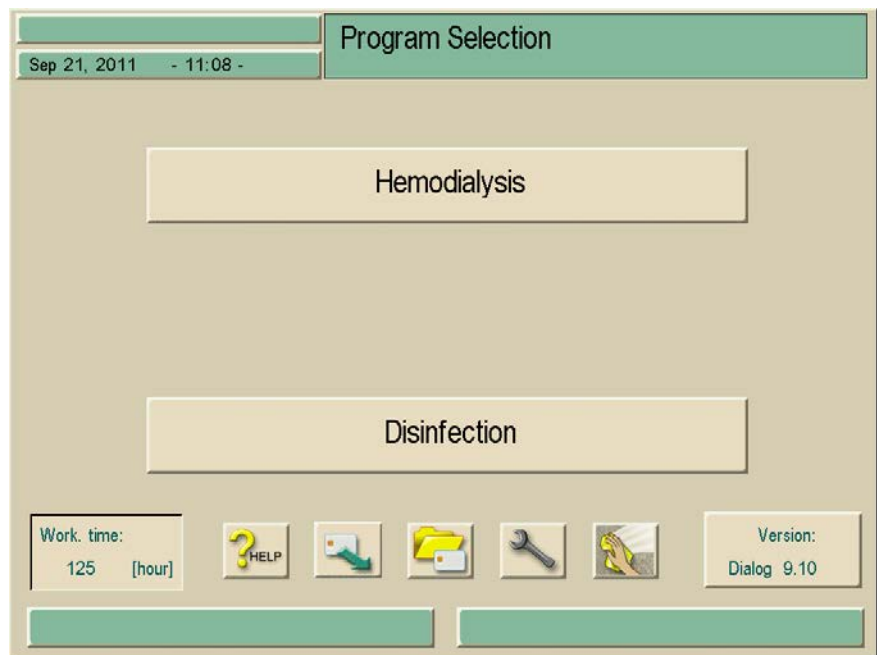 Program Selection
Sep 21, 2011 - 11:08 -
Hemodialysis
Disinfection
Work. time:
125 [hour]
?HELP
Version:
Dialog 9.10